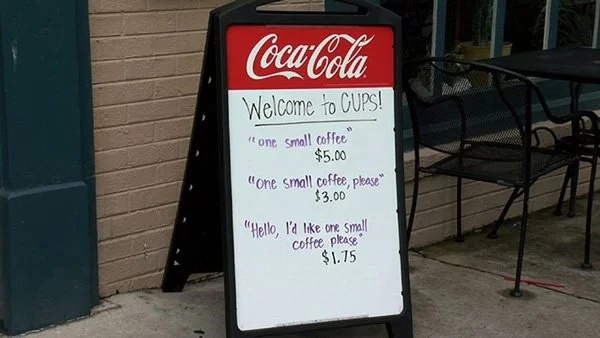 Coca-Cola
Welcome to CUPS!
"one small coffee"
$5.00
"one small coffee, please"
$3.00
"Hello, I'd like one small
coffee please"
$1.75